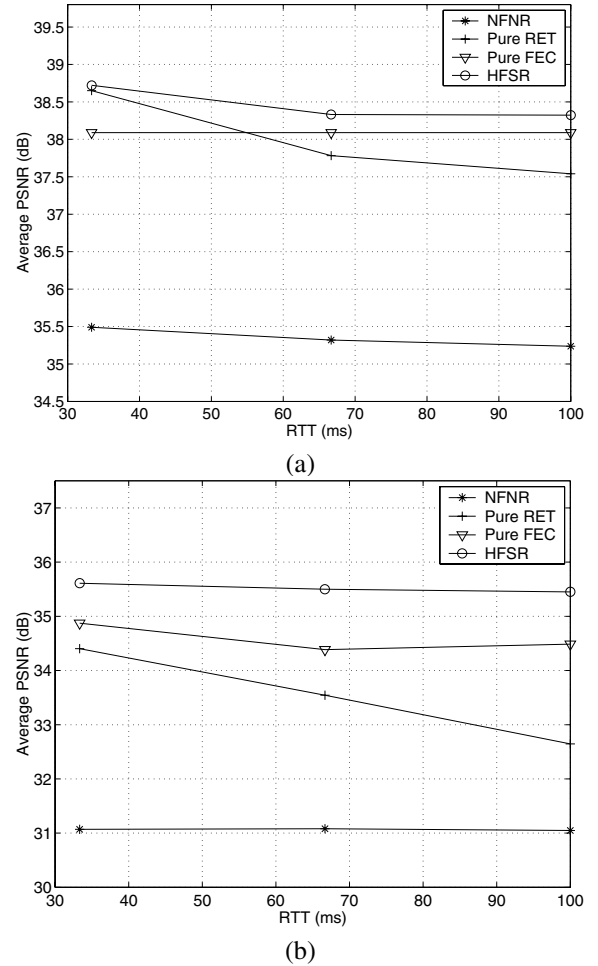 39.5
39
38.5
38
37.5
37
36.5
36
35.5
35
34.5
Average PSNR (dB)
30 40 50 60 70 80 90 100
RTT (ms)
NFNR
Pure RET
Pure FEC
HFSR
(a)
37
36
35
34
33
32
31
30
Average PSNR (dB)
30 40 50 60 70 80 90 100
RTT (ms)
NFNR
Pure RET
Pure FEC
HFSR
(b)